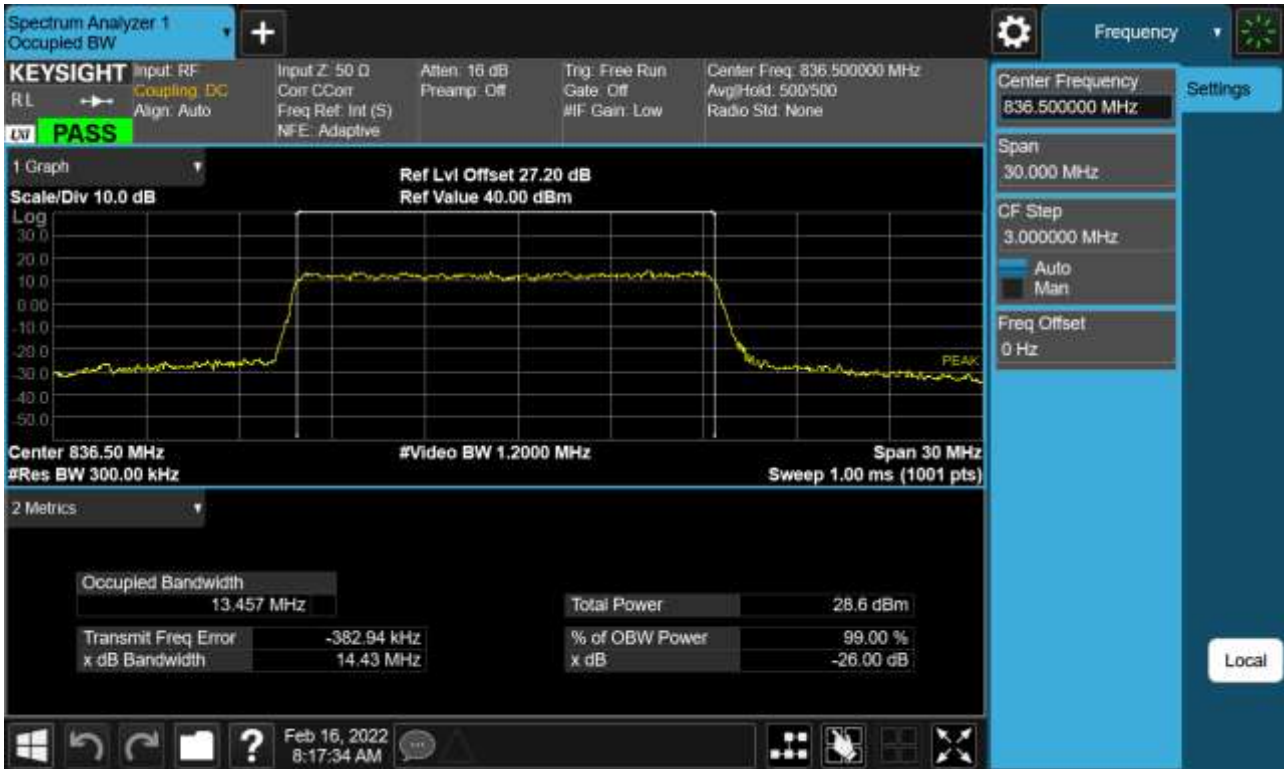 Spectrum Analyzer 1
Occupied BW
+
Frequency
KEYSIGHT
Input: RF
Coupling: DC
Align: Auto
RL
LXI
PASS
Input Z: 50 Ω
Corr CCorr
Freq Ref: Int (S)
NFE: Adaptive
Atten: 16 dB
Preamp: Off
Trig: Free Run
Gate: Off
#IF Gain: Low
Center Freq: 836.500000 MHz
Avg|Hold: 500/500
Radio Std: None
Center Frequency
836.500000 MHz
Settings
Span
30.000 MHz
CF Step
3.000000 MHz
Auto
Man
Freq Offset
0 Hz
Local
1 Graph
Scale/Div 10.0 dB
Ref Lvl Offset 27.20 dB
Ref Value 40.00 dBm
Log
30.0
20.0
10.0
0.00
-10.0
-20.0
-30.0
-40.0
-50.0
PEAK
Center 836.50 MHz
#Video BW 1.2000 MHz
Span 30 MHz
#Res BW 300.00 kHz
Sweep 1.00 ms (1001 pts)
2 Metrics
Occupied Bandwidth
13.457 MHz
Total Power 28.6 dBm
Transmit Freq Error -382.94 kHz
% of OBW Power 99.00 %
x dB Bandwidth 14.43 MHz
x dB -26.00 dB
?
Feb 16, 2022
8:17:34 AM